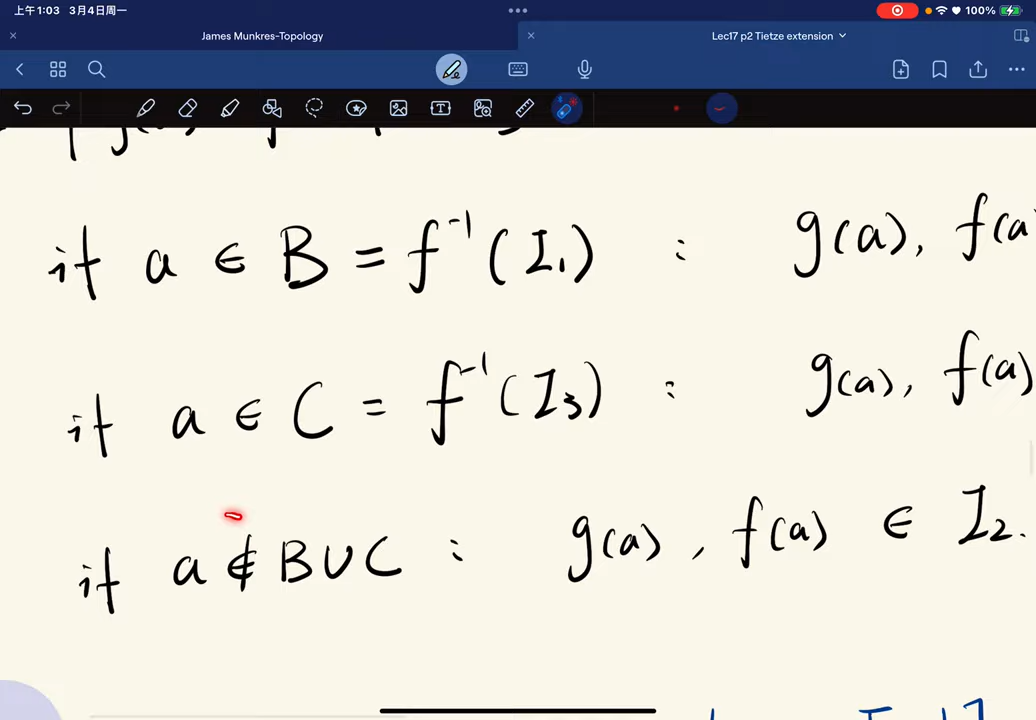 上午1:03 3月4日周一
100%
James Munkres-Topology
Lec17 p2 Tietze extension
if a ∈ B = f⁻¹(I₁) : g(a), f(a)
if a ∈ C = f⁻¹(I₃) : g(a), f(a)
if a ∉ B ∪ C : g(a), f(a) ∈ I₂.